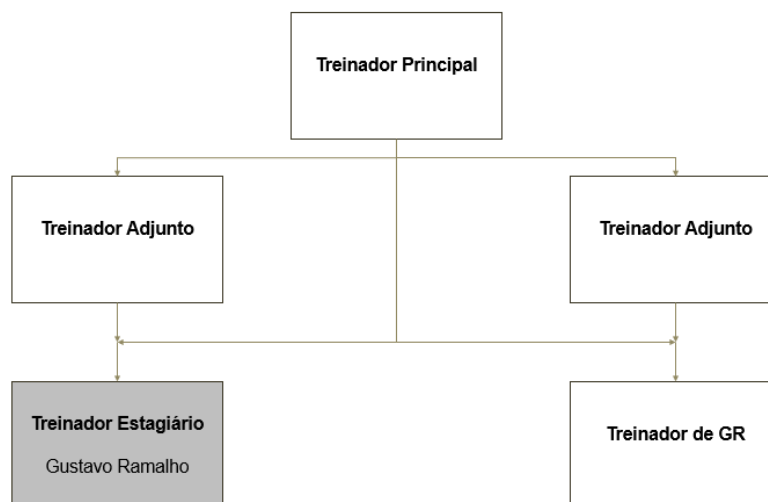 Treinador Principal
Treinador Adjunto
Treinador Adjunto
Treinador Estagiário
Gustavo Ramalho
Treinador de GR